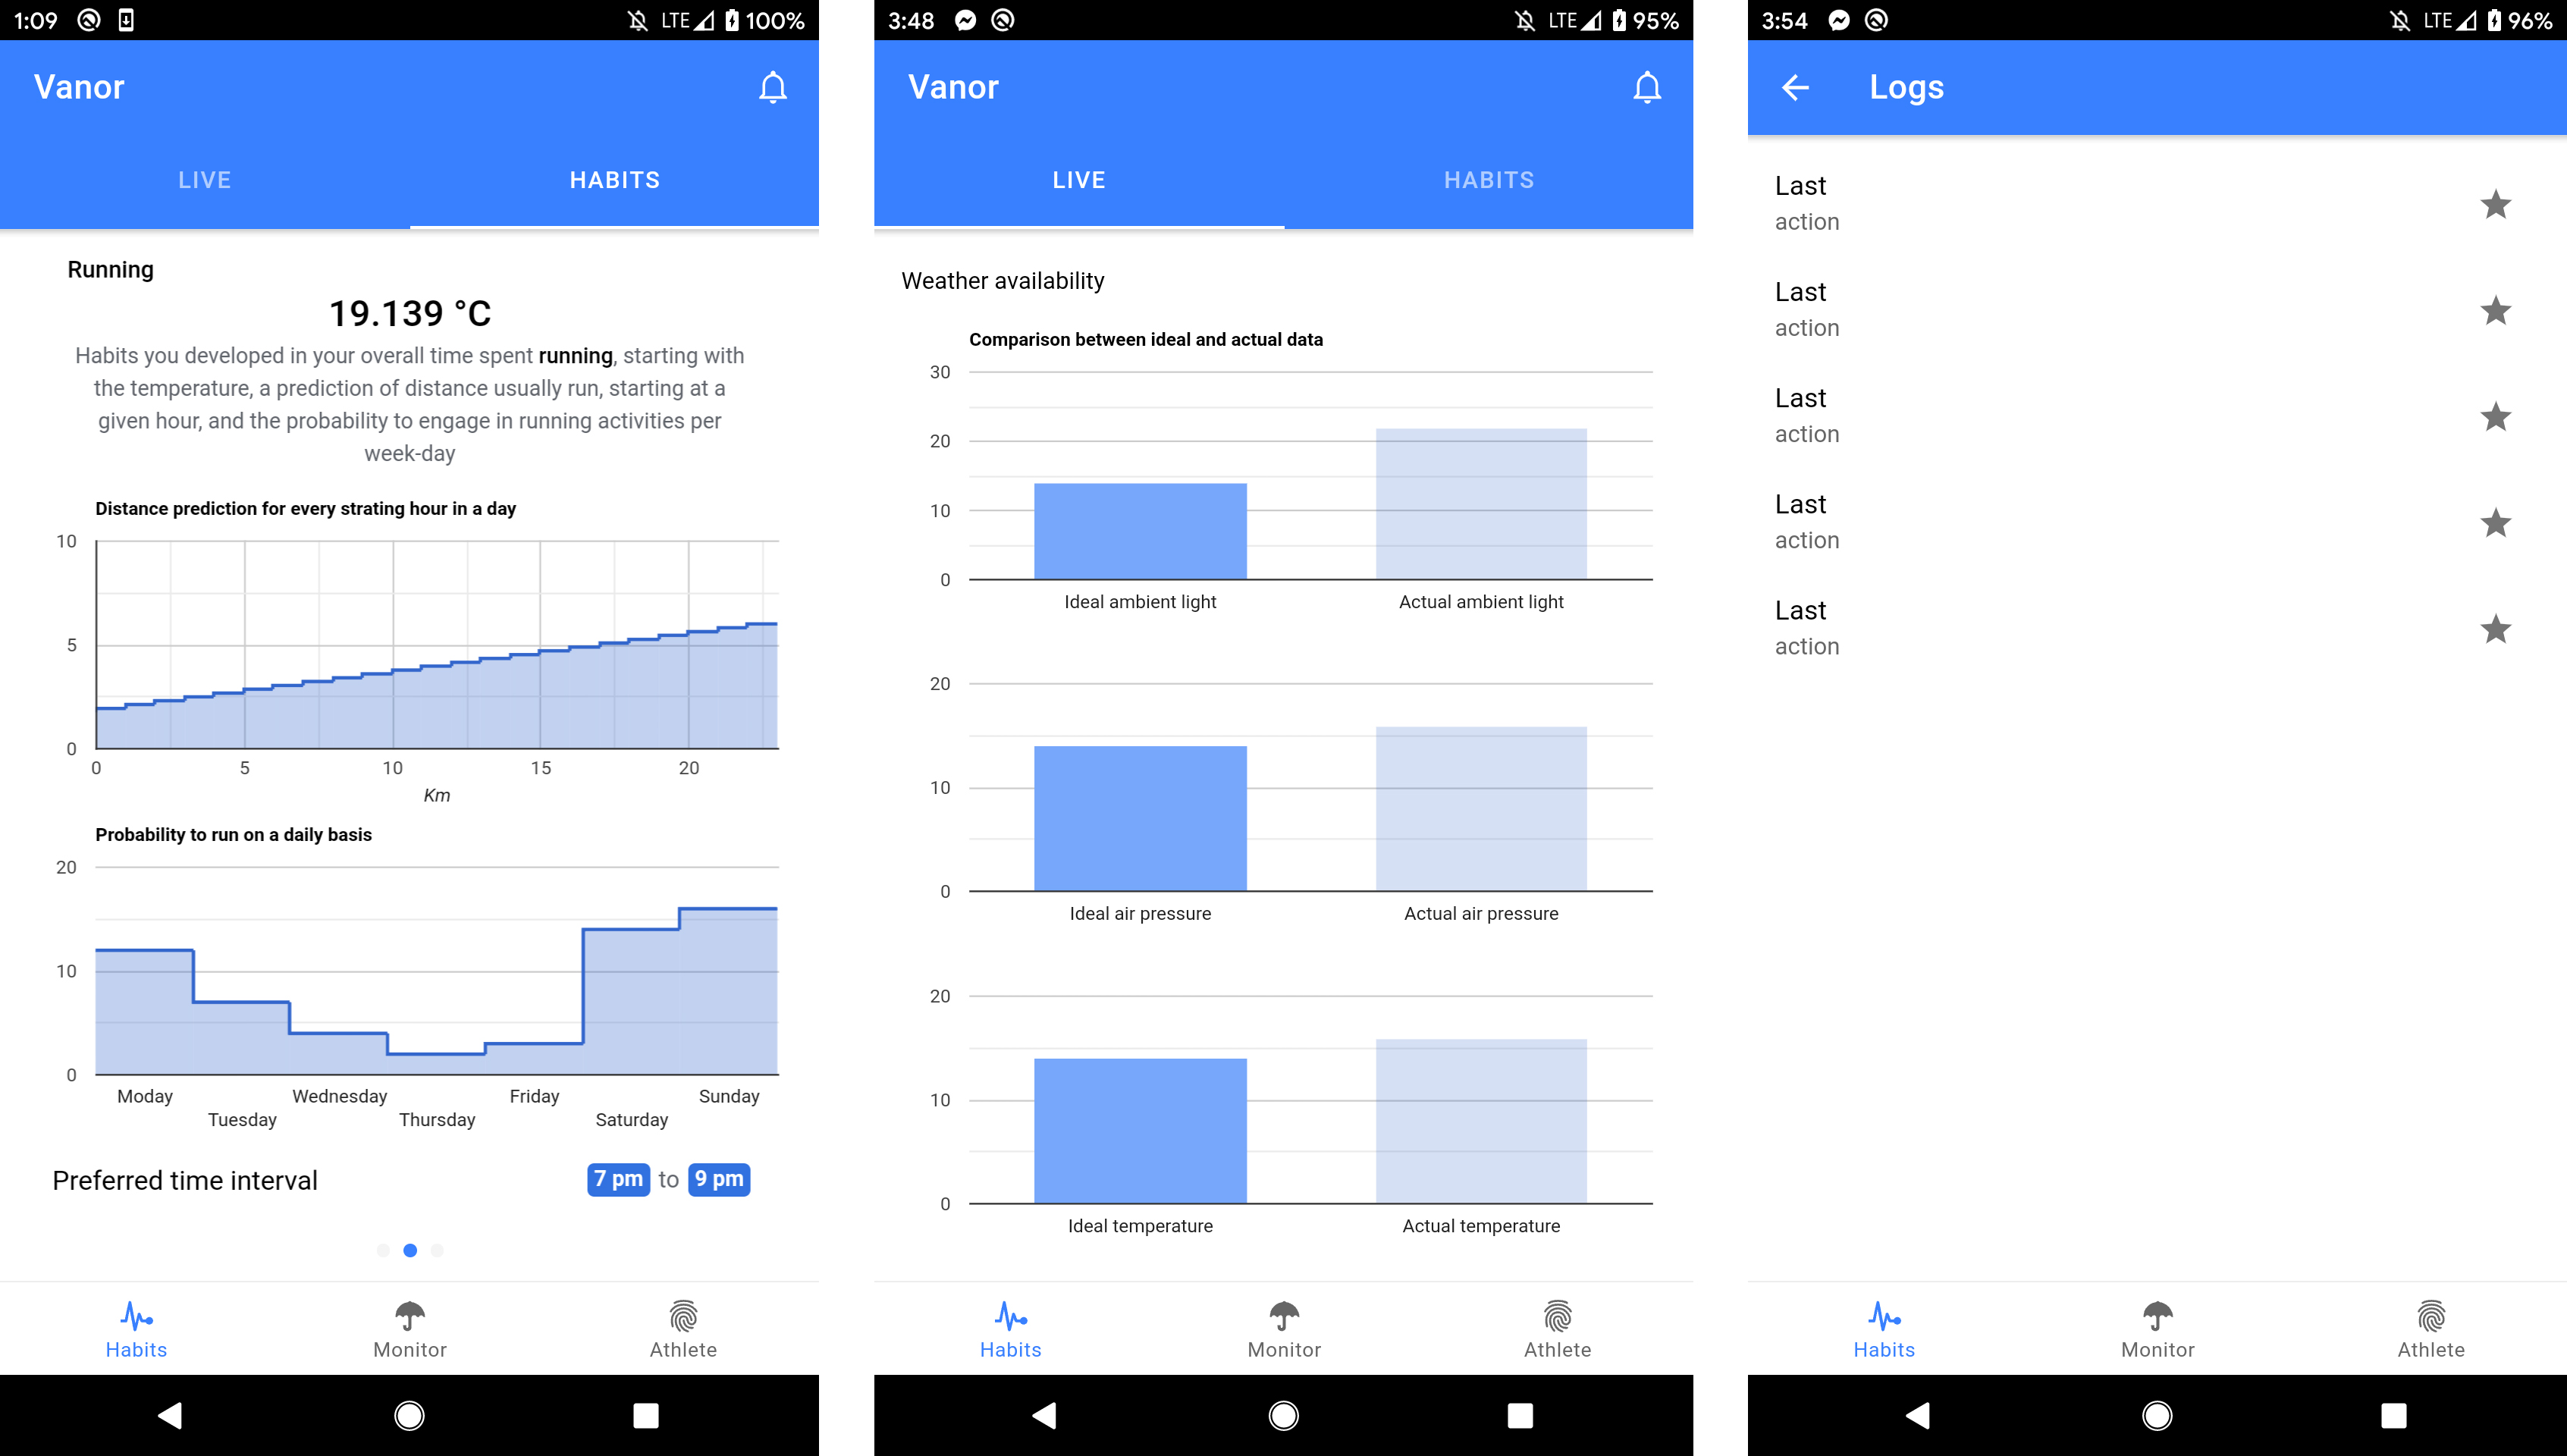 1:09 LTE 100%
Vanor
LIVE HABITS
Running
19.139 °C
Habits you developed in your overall time spent running, starting with
the temperature, a prediction of distance usually run, starting at a
given hour, and the probability to engage in running activities per
week-day
Distance prediction for every strating hour in a day
10
5
0
0 5 10 15 20
Km
Probability to run on a daily basis
20
10
0
Moday Wednesday Friday Sunday
Tuesday Thursday Saturday
Preferred time interval 7 pm to 9 pm
Habits Monitor Athlete
3:48 LTE 95%
Vanor
LIVE HABITS
Weather availability
Comparison between ideal and actual data
30
20
10
0
Ideal ambient light Actual ambient light
20
10
0
Ideal air pressure Actual air pressure
20
10
0
Ideal temperature Actual temperature
Habits Monitor Athlete
3:54 LTE 96%
Logs
Last
action
Last
action
Last
action
Last
action
Last
action
Habits Monitor Athlete